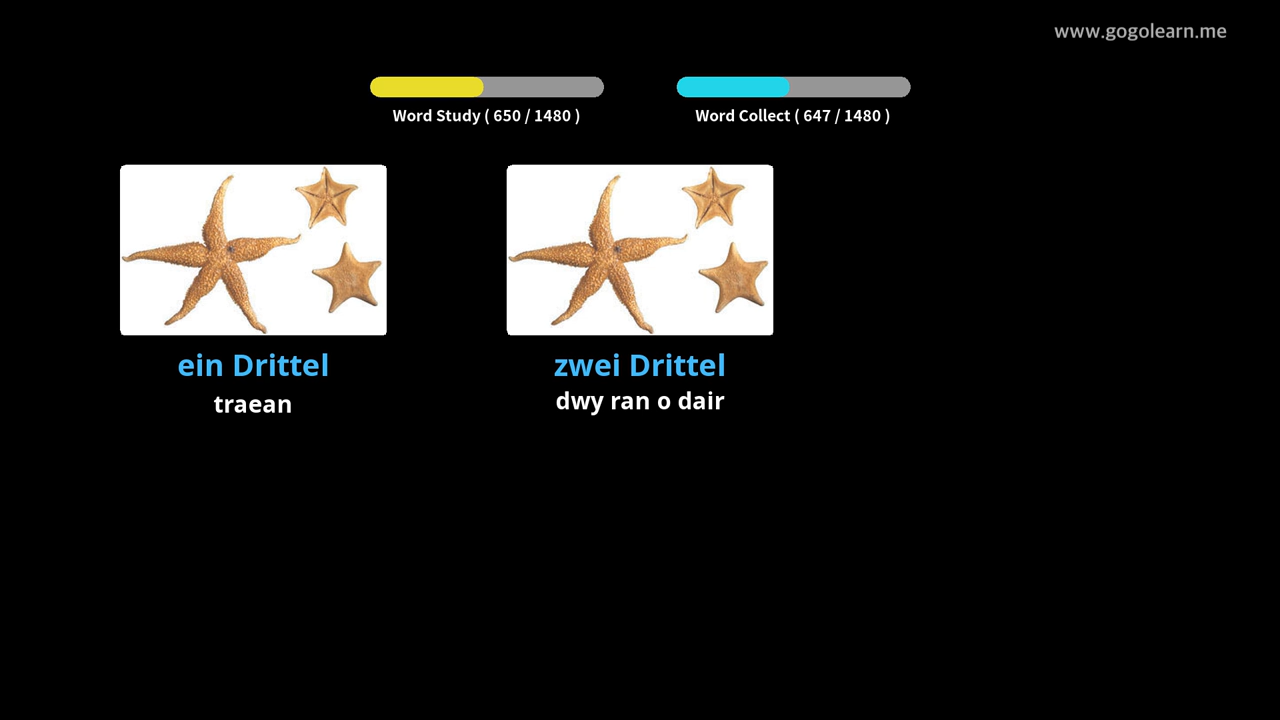 www.gogolearn.me
Word Study ( 650 / 1480 )
Word Collect ( 647 / 1480 )
ein Drittel
traean
zwei Drittel
dwy ran o dair